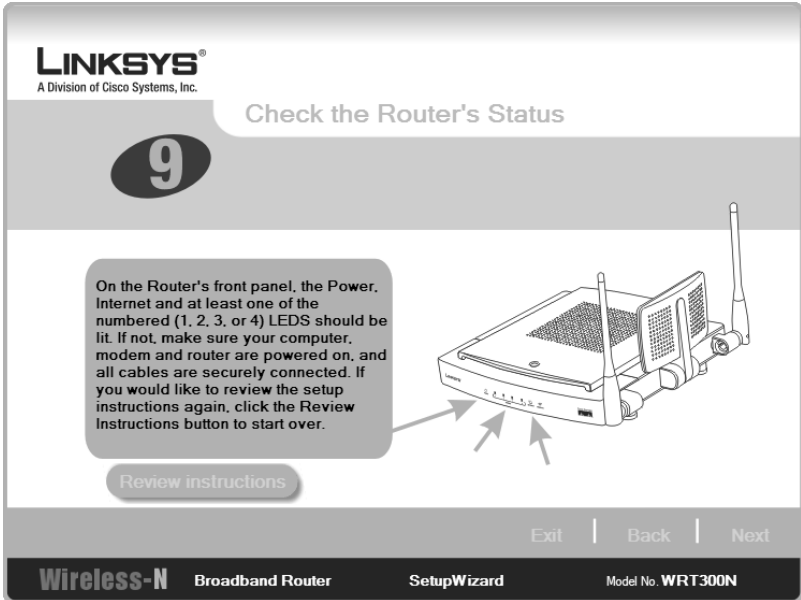 LINKSYS®
A Division of Cisco Systems, Inc.
Check the Router's Status
9
On the Router's front panel, the Power,
Internet and at least one of the
numbered (1, 2, 3, or 4) LEDS should be
lit. If not, make sure your computer,
modem and router are powered on, and
all cables are securely connected. If
you would like to review the setup
instructions again, click the Review
Instructions button to start over.
LINKSYS
Review instructions
Exit Back Next
Wireless-N Broadband Router SetupWizard Model No. WRT300N